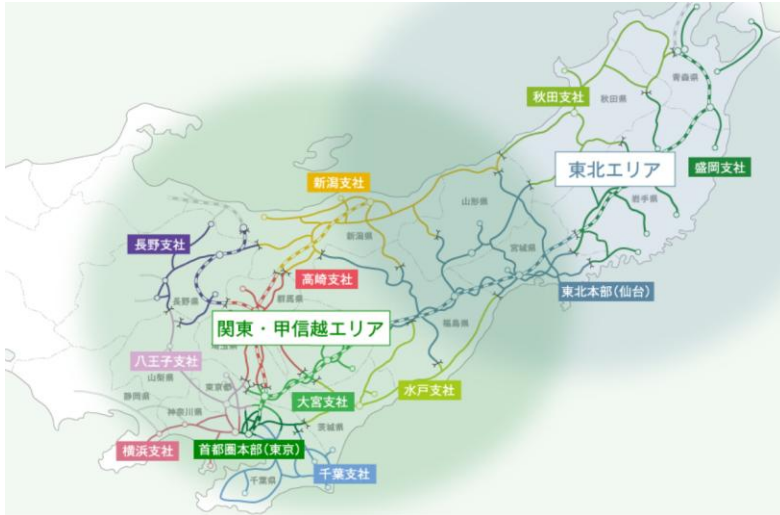 青森県
秋田支社
秋田県
東北エリア
盛岡支社
岩手県
新潟支社
山形県
新潟県
長野支社
宮城県
高崎支社
東北本部(仙台)
群馬県
長野県
関東・甲信越エリア
福島県
八王子支社
山梨県
東京都
水戸支社
静岡県
大宮支社
神奈川県
茨城県
横浜支社
首都圏本部(東京)
千葉支社
千葉県